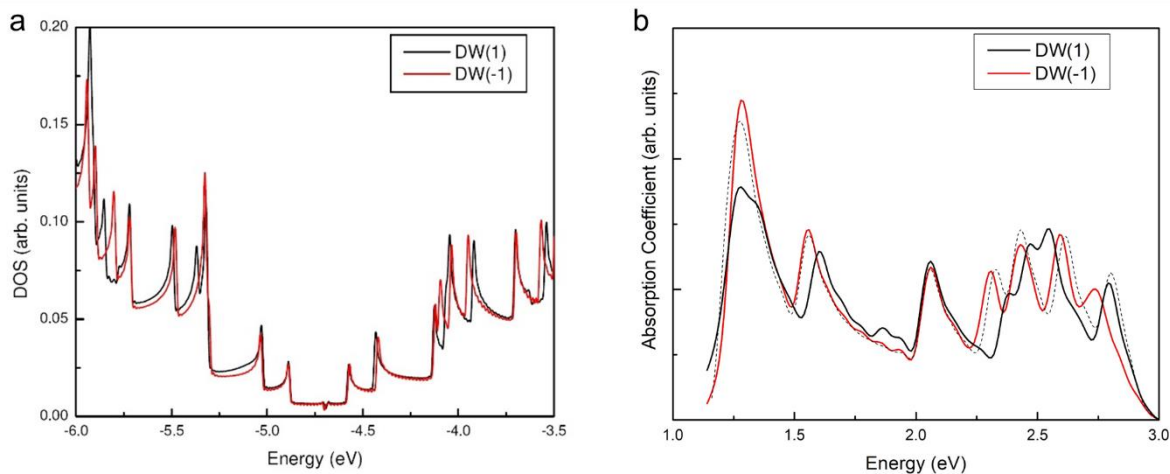 a
DOS (arb. units)
0.20
0.15
0.10
0.05
0.00
DW(1)
DW(-1)
-6.0 -5.5 -5.0 -4.5 -4.0 -3.5
Energy (eV)
b
Absorption Coefficient (arb. units)
DW(1)
DW(-1)
1.0 1.5 2.0 2.5 3.0
Energy (eV)